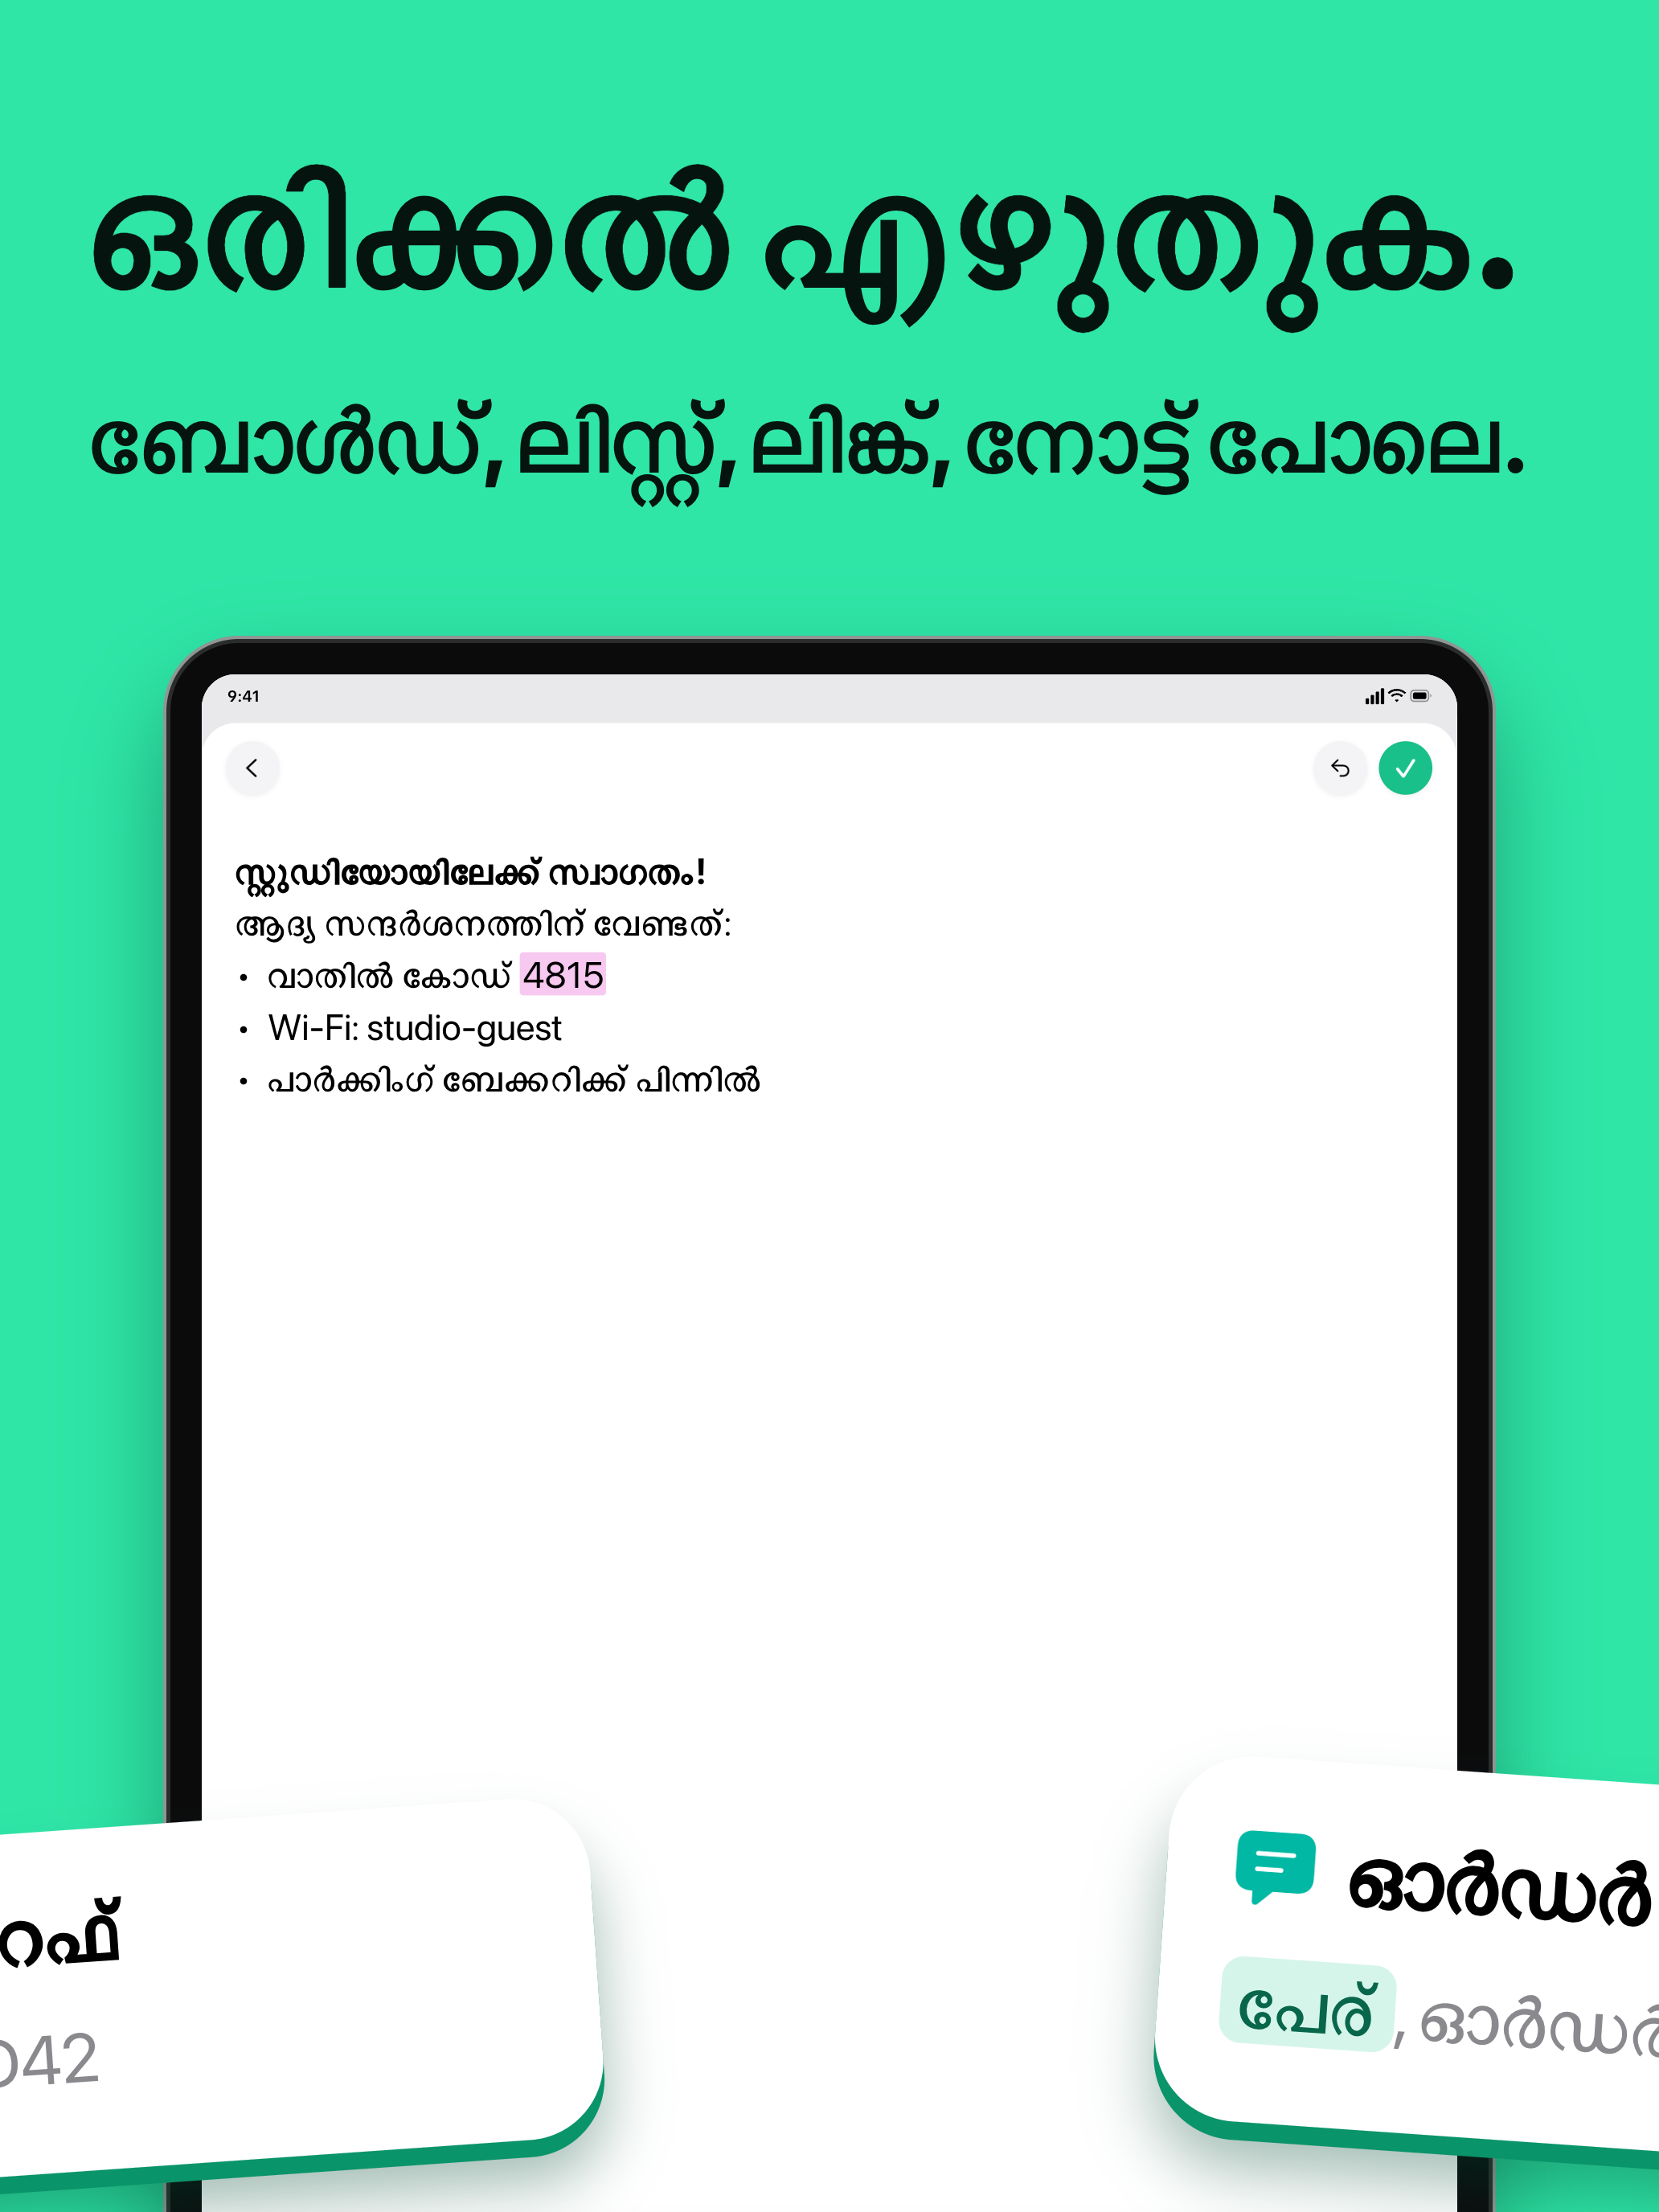 ഒരിക്കൽ എഴുതുക.
ബോൾഡ്, ലിസ്റ്റ്, ലിങ്ക്, നോട്ട് പോലെ.
9:41
സ്റ്റുഡിയോയിലേക്ക് സ്വാഗതം!
ആദ്യ സന്ദർശനത്തിന് വേണ്ടത്:
• വാതിൽ കോഡ് 4815
• Wi-Fi: studio-guest
• പാർക്കിംഗ് ബേക്കറിക്ക് പിന്നിൽ
ഓർഡർ
പേര്, ഓർഡർ
42